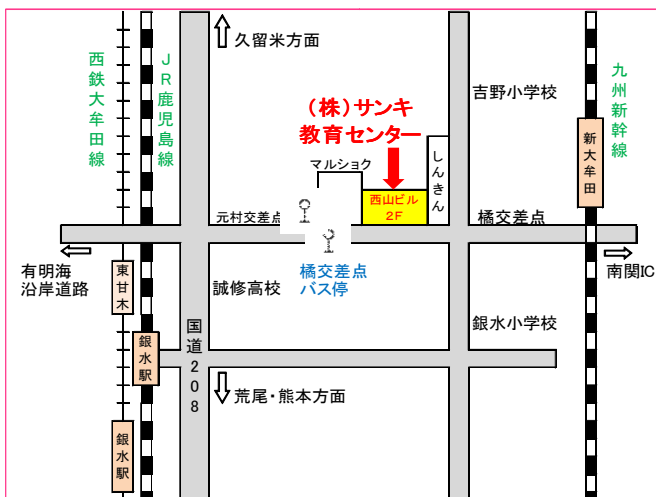 久留米方面
西鉄大牟田線
JR鹿児島線
吉野小学校
九州新幹線
(株)サンキ
教育センター
新大牟田
しんきん
マルショク
西山ビル
2F
元村交差点
橘交差点
有明海
沿岸道路
東甘木
橘交差点
バス停
南関IC
誠修高校
国道208
銀水小学校
銀水駅
荒尾・熊本方面
銀水駅